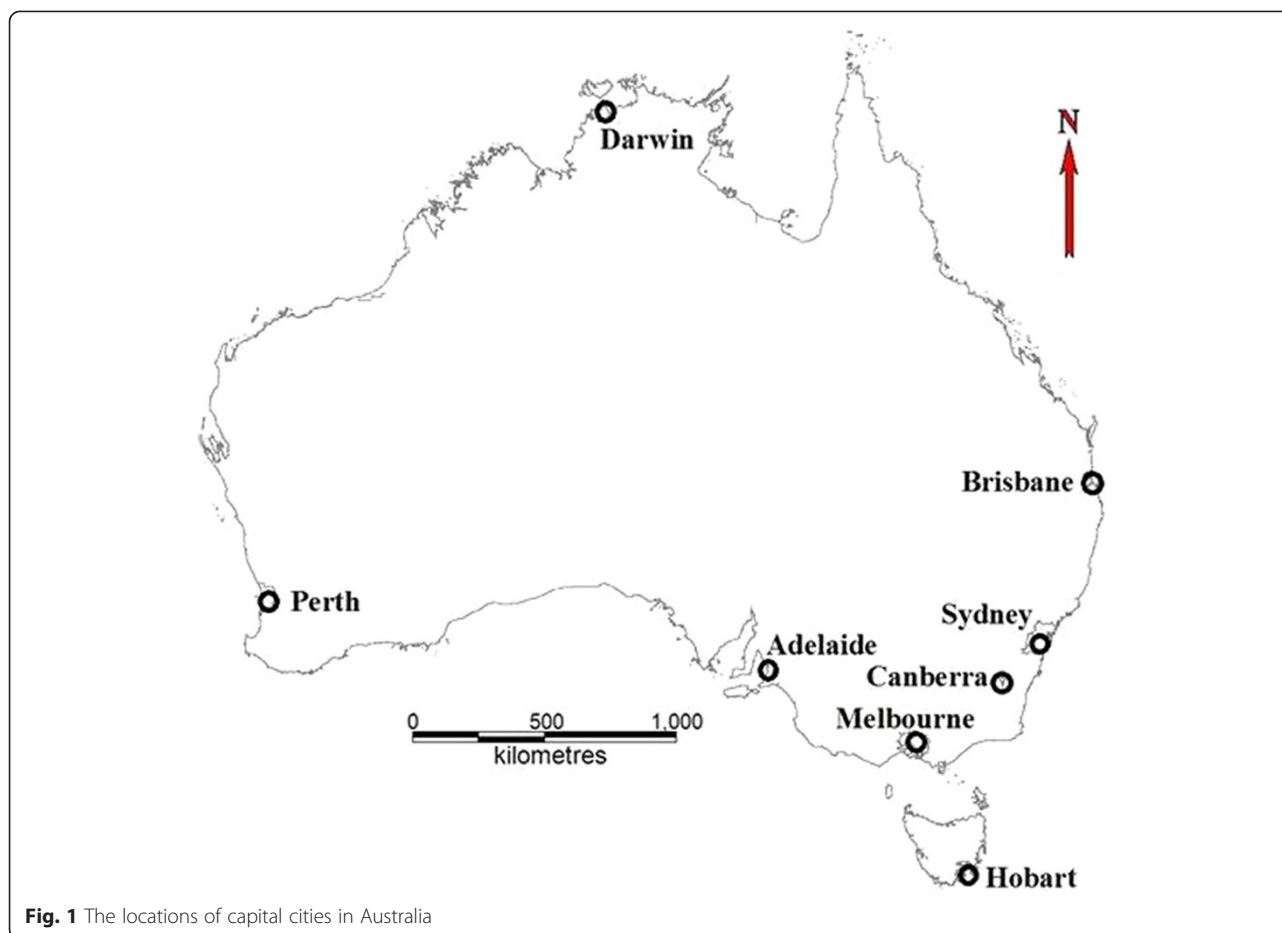 N
Darwin
Brisbane
Perth
Sydney
Adelaide
Canberra
Melbourne
0 500 1,000
kilometres
Hobart
Fig. 1 The locations of capital cities in Australia